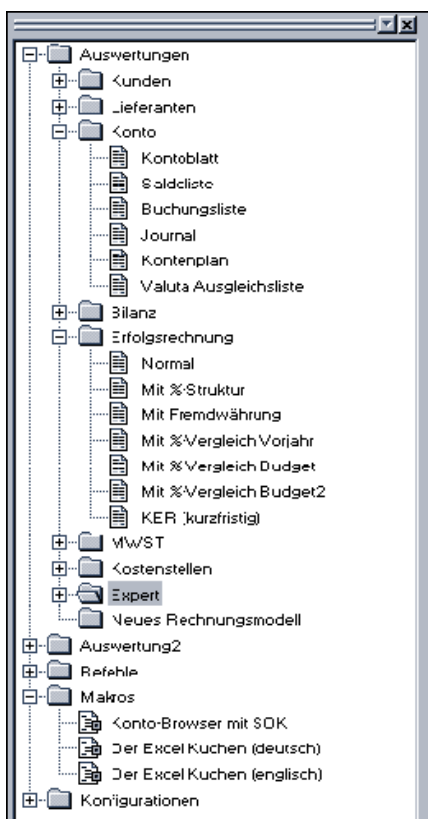 Auswertungen
Kunden
Lieferanten
Konto
Kontoblatt
Saldoliste
Buchungsliste
Journal
Kontenplan
Valuta Ausgleichsliste
Bilanz
Erfolgsrechnung
Normal
Mit %-Struktur
Mit Fremdwährung
Mit %-Vergleich Vorjahr
Mit %-Vergleich Budget
Mit %-Vergleich Budget2
KER (kurzfristig)
MWST
Kostenstellen
Expert
Neues Rechnungsmodell
Auswertung2
Befehle
Makros
Konto-Browser mit SOK
Der Excel Kuchen (deutsch)
Der Excel Kuchen (englisch)
Konfigurationen